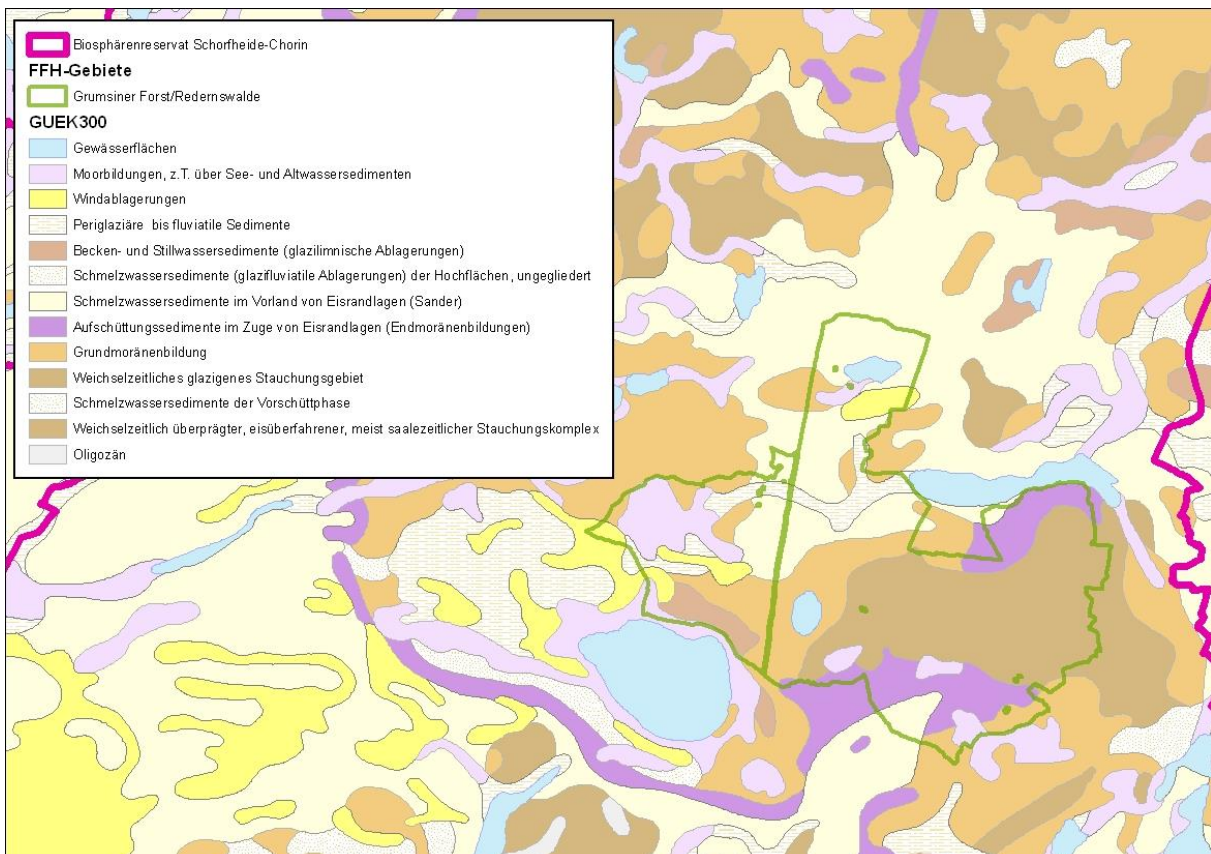 Biosphärenreservat Schorfheide-Chorin
FFH-Gebiete
Grumsiner Forst/Redernswalde
GUEK300
Gewässerflächen
Moorbildungen, z.T. über See- und Altwassersedimenten
Windablagerungen
Periglaziäre bis fluviatile Sedimente
Becken- und Stillwassersedimente (glazilimnische Ablagerungen)
Schmelzwassersedimente (glazifluviatile Ablagerungen) der Hochflächen, ungegliedert
Schmelzwassersedimente im Vorland von Eisrandlagen (Sander)
Aufschüttungssedimente im Zuge von Eisrandlagen (Endmoränenbildungen)
Grundmoränenbildung
Weichselzeitliches glazigenes Stauchungsgebiet
Schmelzwassersedimente der Vorschüttphase
Weichselzeitlich überprägter, eisüberfahrener, meist saalezeitlicher Stauchungskomplex
Oligozän